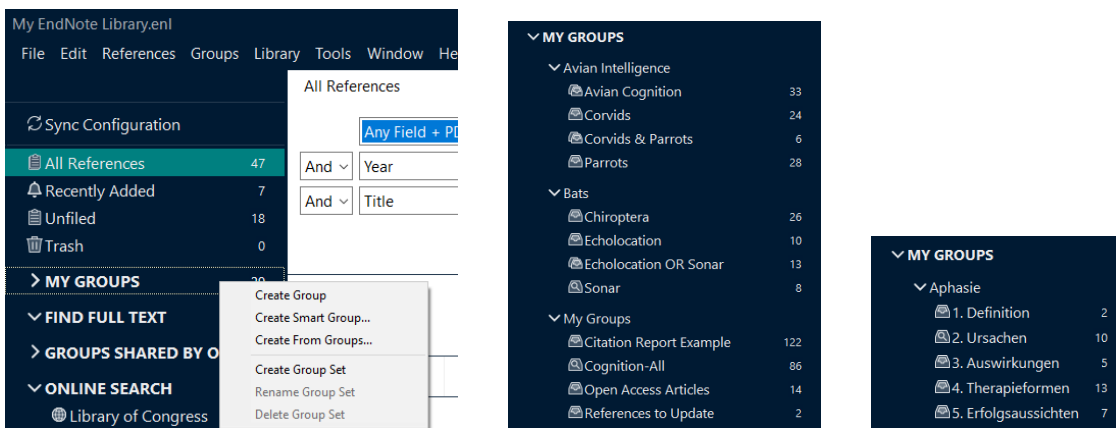 My EndNote Library.enl
File Edit References Groups Library Tools Window He
All References
Sync Configuration
Any Field + PD
All References 47
And Year
Recently Added 7
And Title
Unfiled 18
Trash 0
MY GROUPS
Create Group
FIND FULL TEXT
Create Smart Group...
Create From Groups...
GROUPS SHARED BY O
Create Group Set
ONLINE SEARCH
Rename Group Set
Library of Congress
Delete Group Set
MY GROUPS
Avian Intelligence
Avian Cognition 33
Corvids 24
Corvids & Parrots 6
Parrots 28
Bats
Chiroptera 26
Echolocation 10
Echolocation OR Sonar 13
Sonar 8
My Groups
Citation Report Example 122
Cognition-All 86
Open Access Articles 14
References to Update 2
MY GROUPS
Aphasie
1. Definition 2
2. Ursachen 10
3. Auswirkungen 5
4. Therapieformen 13
5. Erfolgsaussichten 7